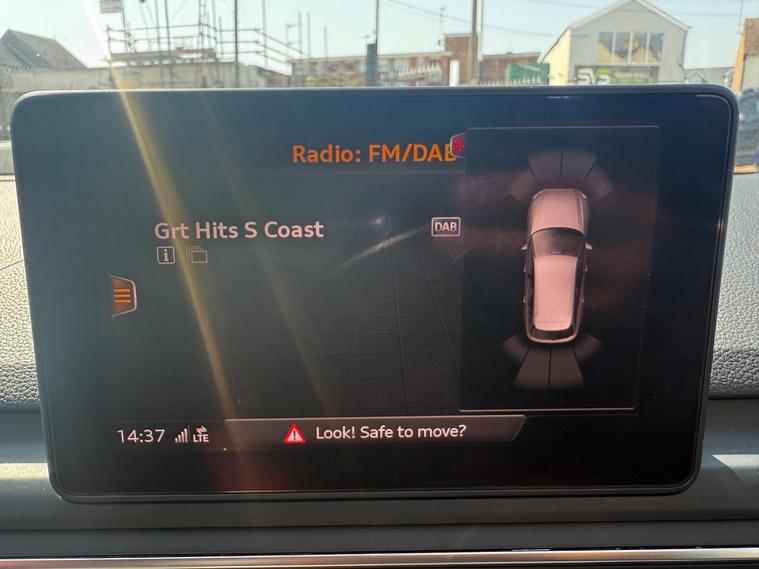 Radio: FM/DAB
Grt Hits S Coast DAB
i
14:37 LTE Look! Safe to move?